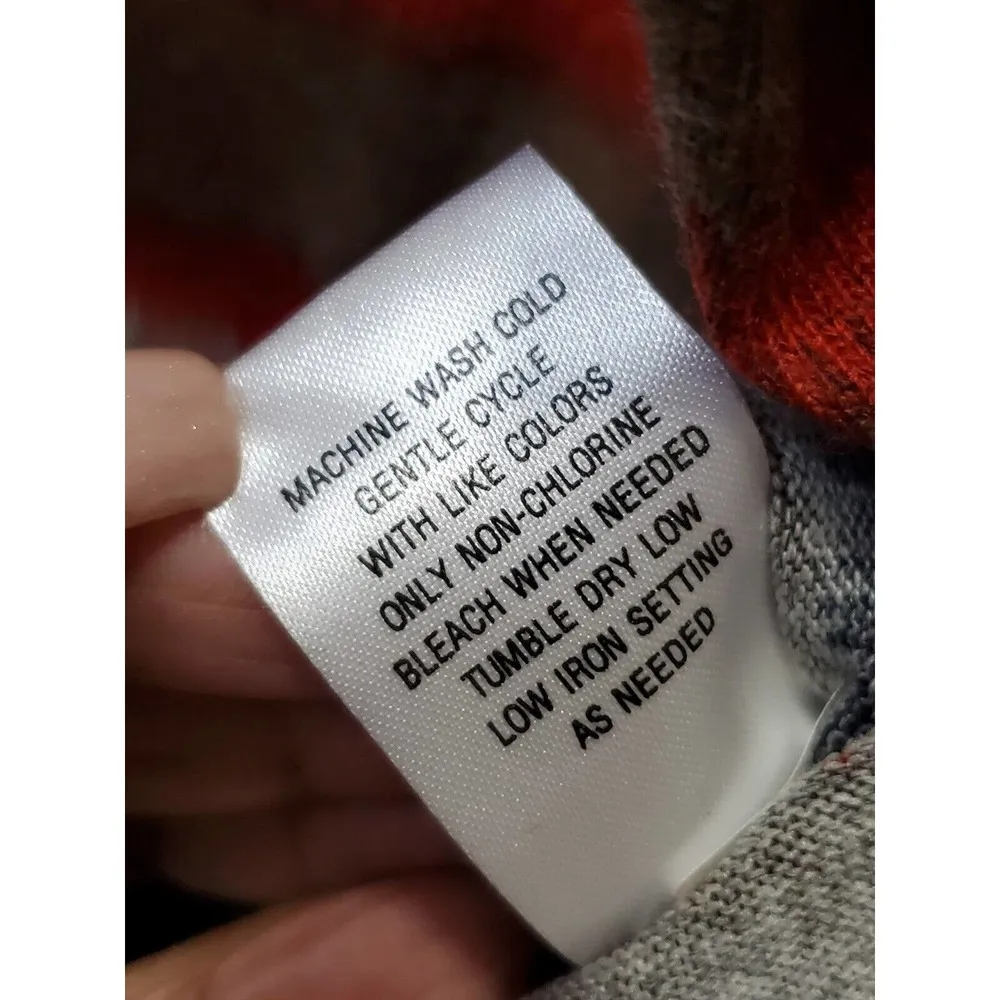 MACHINE WASH COLD
GENTLE CYCLE
WITH LIKE COLORS
ONLY NON-CHLORINE
BLEACH WHEN NEEDED
TUMBLE DRY LOW
LOW IRON SETTING
AS NEEDED